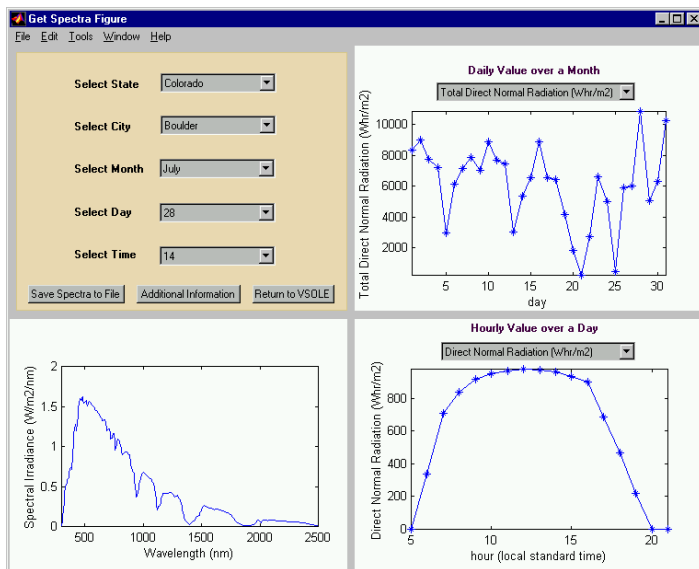 Get Spectra Figure
File Edit Tools Window Help
Select State Colorado
Select City Boulder
Select Month July
Select Day 28
Select Time 14
Save Spectra to File Additional Information Return to VSOLE
Daily Value over a Month
Total Direct Normal Radiation (Whr/m2)
Total Direct Normal Radiation (Whr/m2)
10000
8000
6000
4000
2000
5 10 15 20 25 30
day
Spectral Irradiance (W/m2/nm)
2
1.5
1
0.5
0
500 1000 1500 2000 2500
Wavelength (nm)
Hourly Value over a Day
Direct Normal Radiation (Whr/m2)
Direct Normal Radiation (Whr/m2)
800
600
400
200
0
5 10 15 20
hour (local standard time)